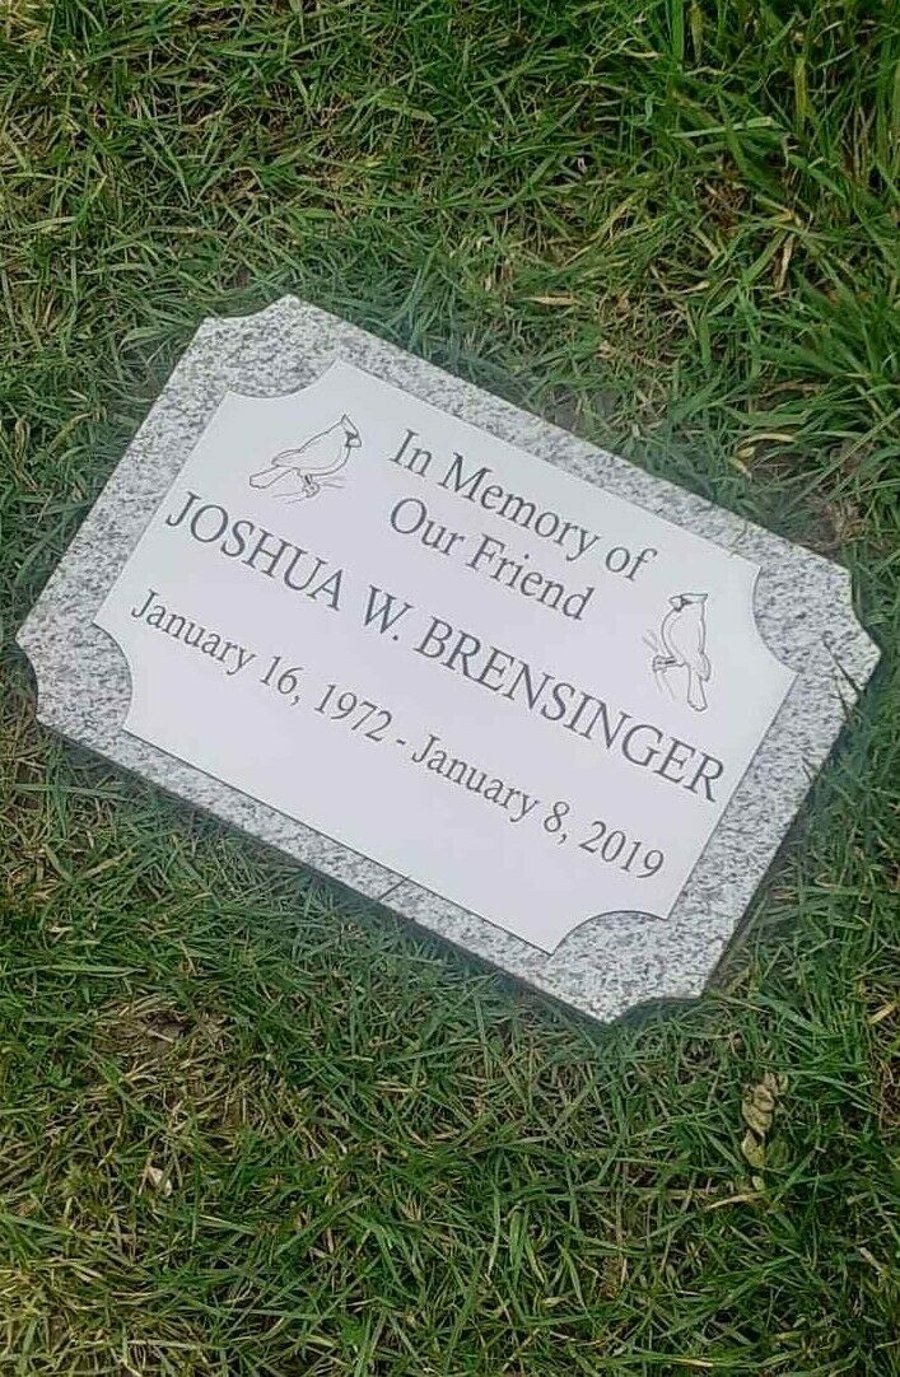 In Memory of
Our Friend
JOSHUA W. BRENSINGER
January 16, 1972 - January 8, 2019